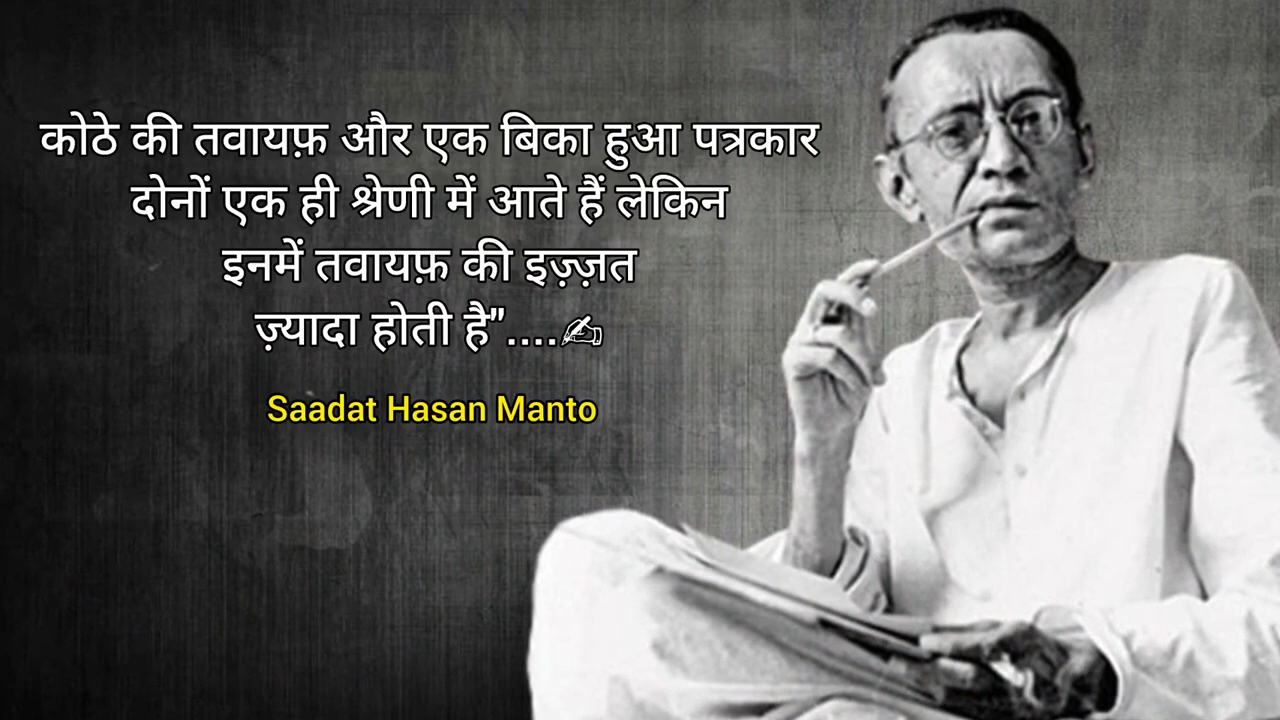 कोठे की तवायफ़ और एक बिका हुआ पत्रकार
दोनों एक ही श्रेणी में आते हैं लेकिन
इनमें तवायफ़ की इज़्ज़त
ज़्यादा होती है"....✍
Saadat Hasan Manto